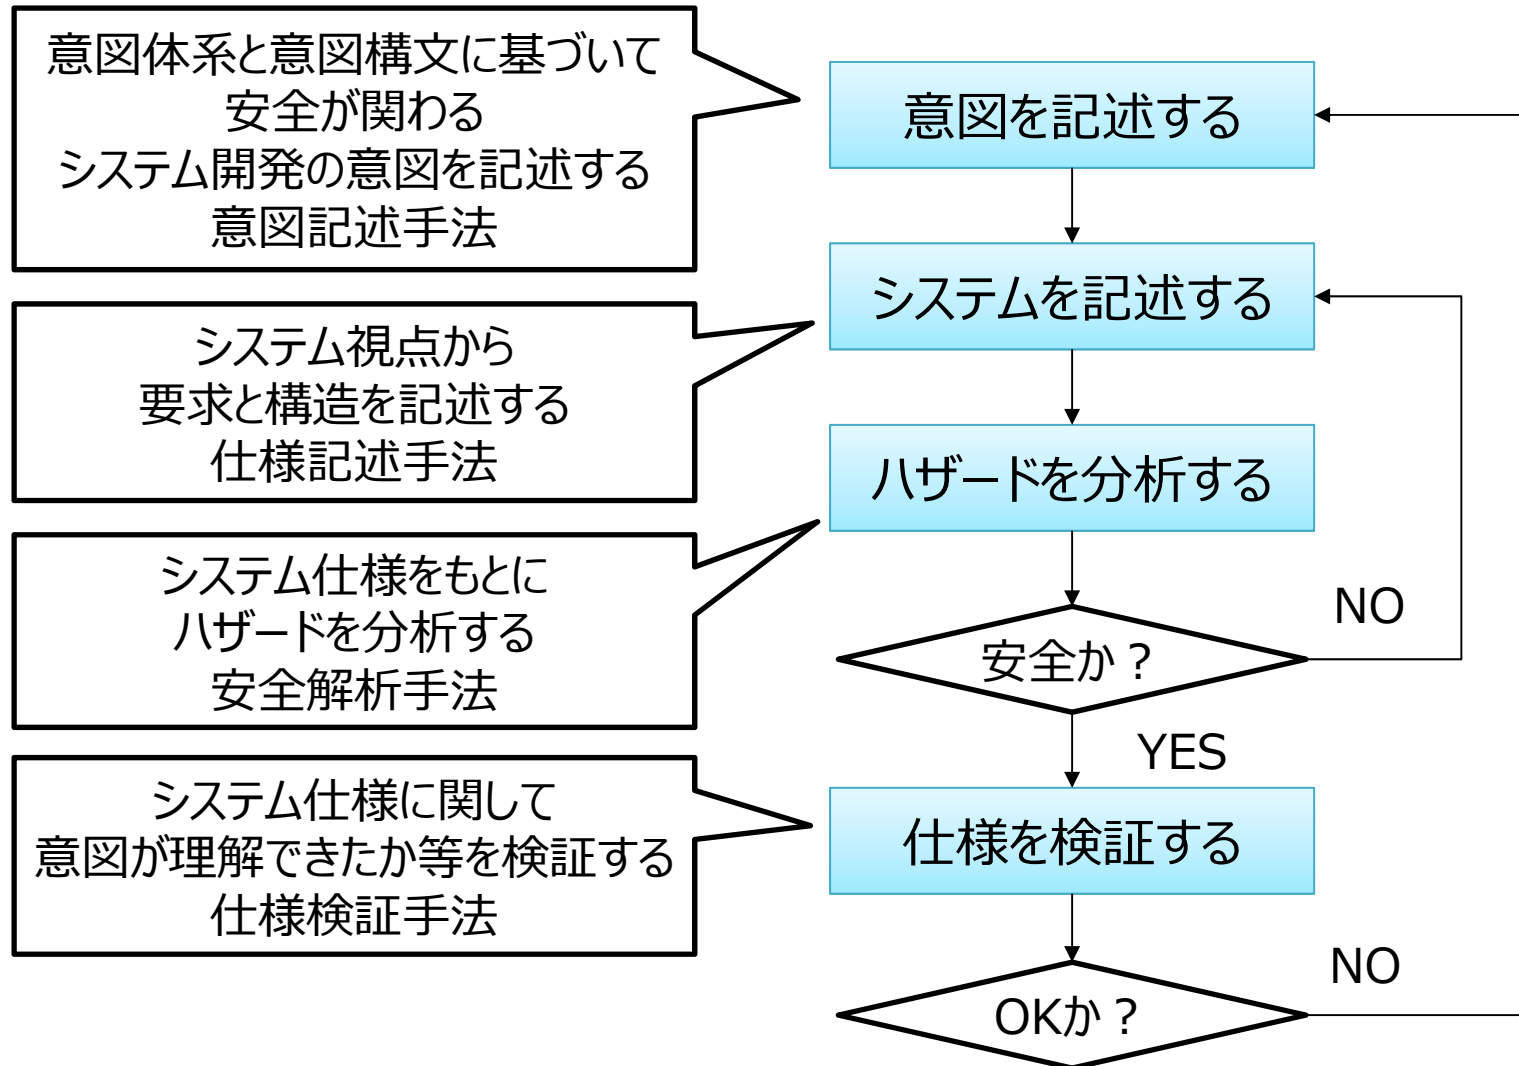 意図体系と意図構文に基づいて
安全が関わる
システム開発の意図を記述する
意図記述手法
意図を記述する
システム視点から
要求と構造を記述する
仕様記述手法
システムを記述する
システム仕様をもとに
ハザードを分析する
安全解析手法
ハザードを分析する
安全か？
NO
YES
システム仕様に関して
意図が理解できたか等を検証する
仕様検証手法
仕様を検証する
OKか？
NO